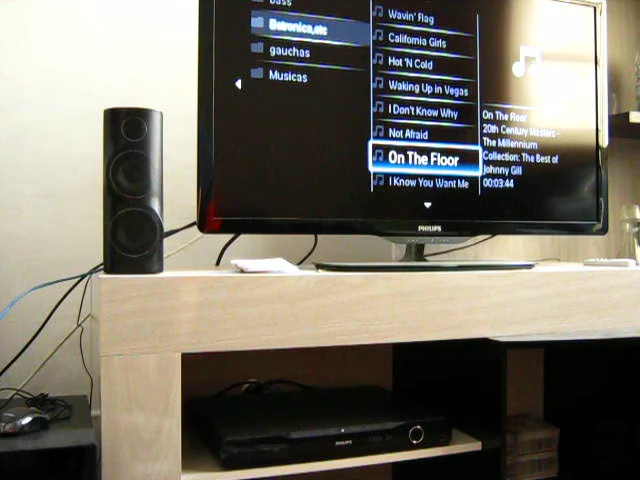 Bass
Eletronica,etc
gauchas
Musicas
Wavin' Flag
California Girls
Hot 'N Cold
Waking Up in Vegas
I Don't Know Why
Not Afraid
On The Floor
I Know You Want Me
On The Floor
20th Century Masters -
The Millennium
Collection: The Best of
Johnny Gill
00:03:44
PHILIPS
PHILIPS